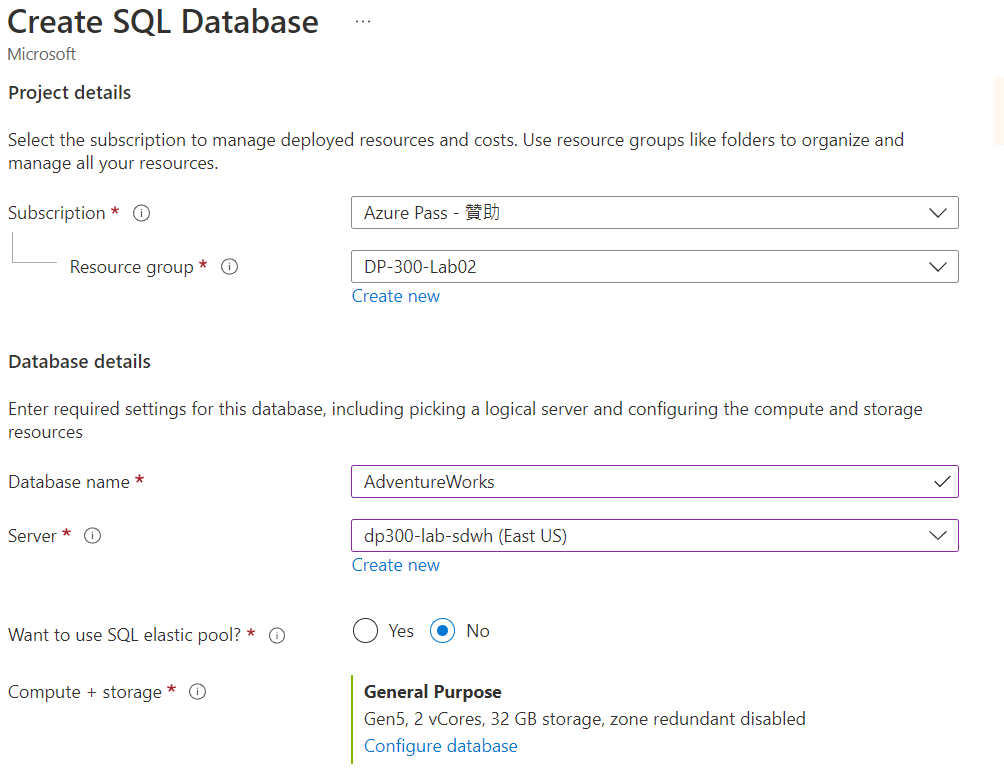 Create SQL Database ...
Microsoft
Project details
Select the subscription to manage deployed resources and costs. Use resource groups like folders to organize and
manage all your resources.
Subscription * Azure Pass - 贊助
Resource group * DP-300-Lab02
Create new
Database details
Enter required settings for this database, including picking a logical server and configuring the compute and storage
resources
Database name * AdventureWorks
Server * dp300-lab-sdwh (East US)
Create new
Want to use SQL elastic pool? * Yes No
Compute + storage * General Purpose
Gen5, 2 vCores, 32 GB storage, zone redundant disabled
Configure database